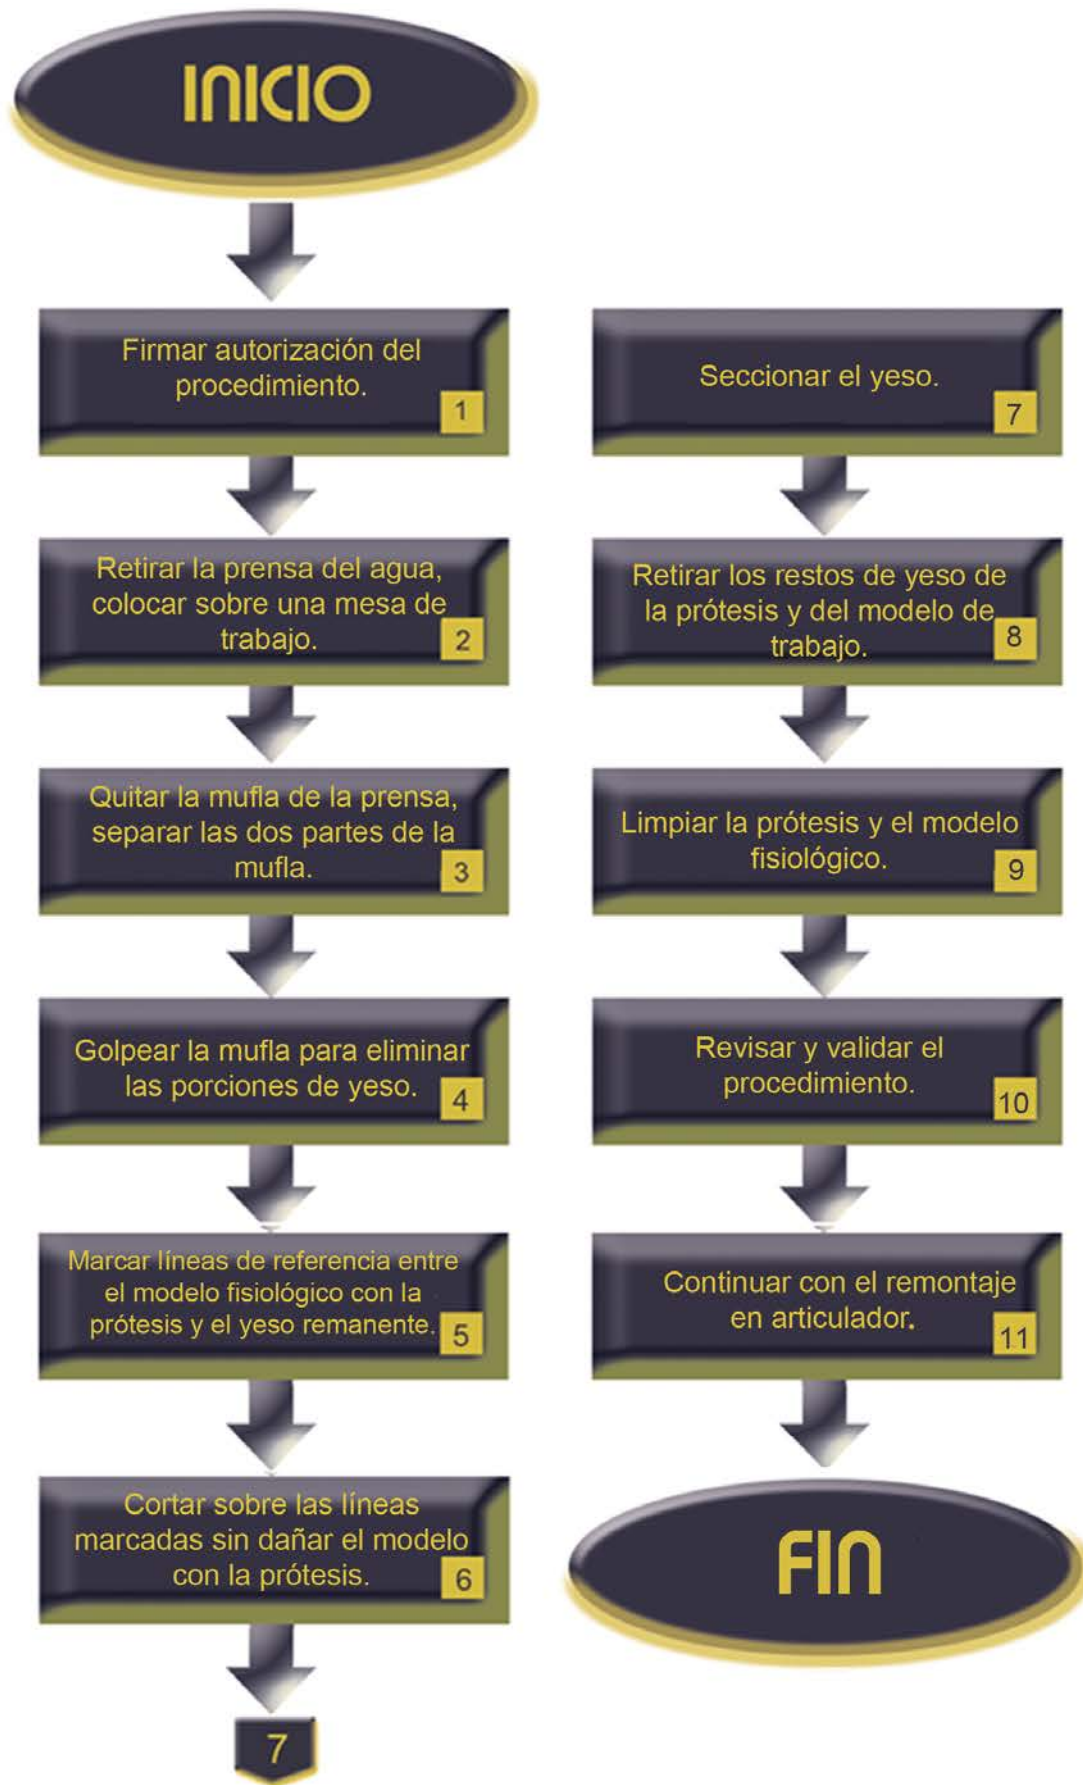 INICIO
Firmar autorización del
procedimiento.
1
Retirar la prensa del agua,
colocar sobre una mesa de
trabajo.
2
Quitar la mufla de la prensa,
separar las dos partes de la
mufla.
3
Golpear la mufla para eliminar
las porciones de yeso.
4
Marcar líneas de referencia entre
el modelo fisiológico con la
prótesis y el yeso remanente.
5
Cortar sobre las líneas
marcadas sin dañar el modelo
con la prótesis.
6
7
Seccionar el yeso.
7
Retirar los restos de yeso de
la prótesis y del modelo de
trabajo.
8
Limpiar la prótesis y el modelo
fisiológico.
9
Revisar y validar el
procedimiento.
10
Continuar con el remontaje
en articulador.
11
FIN